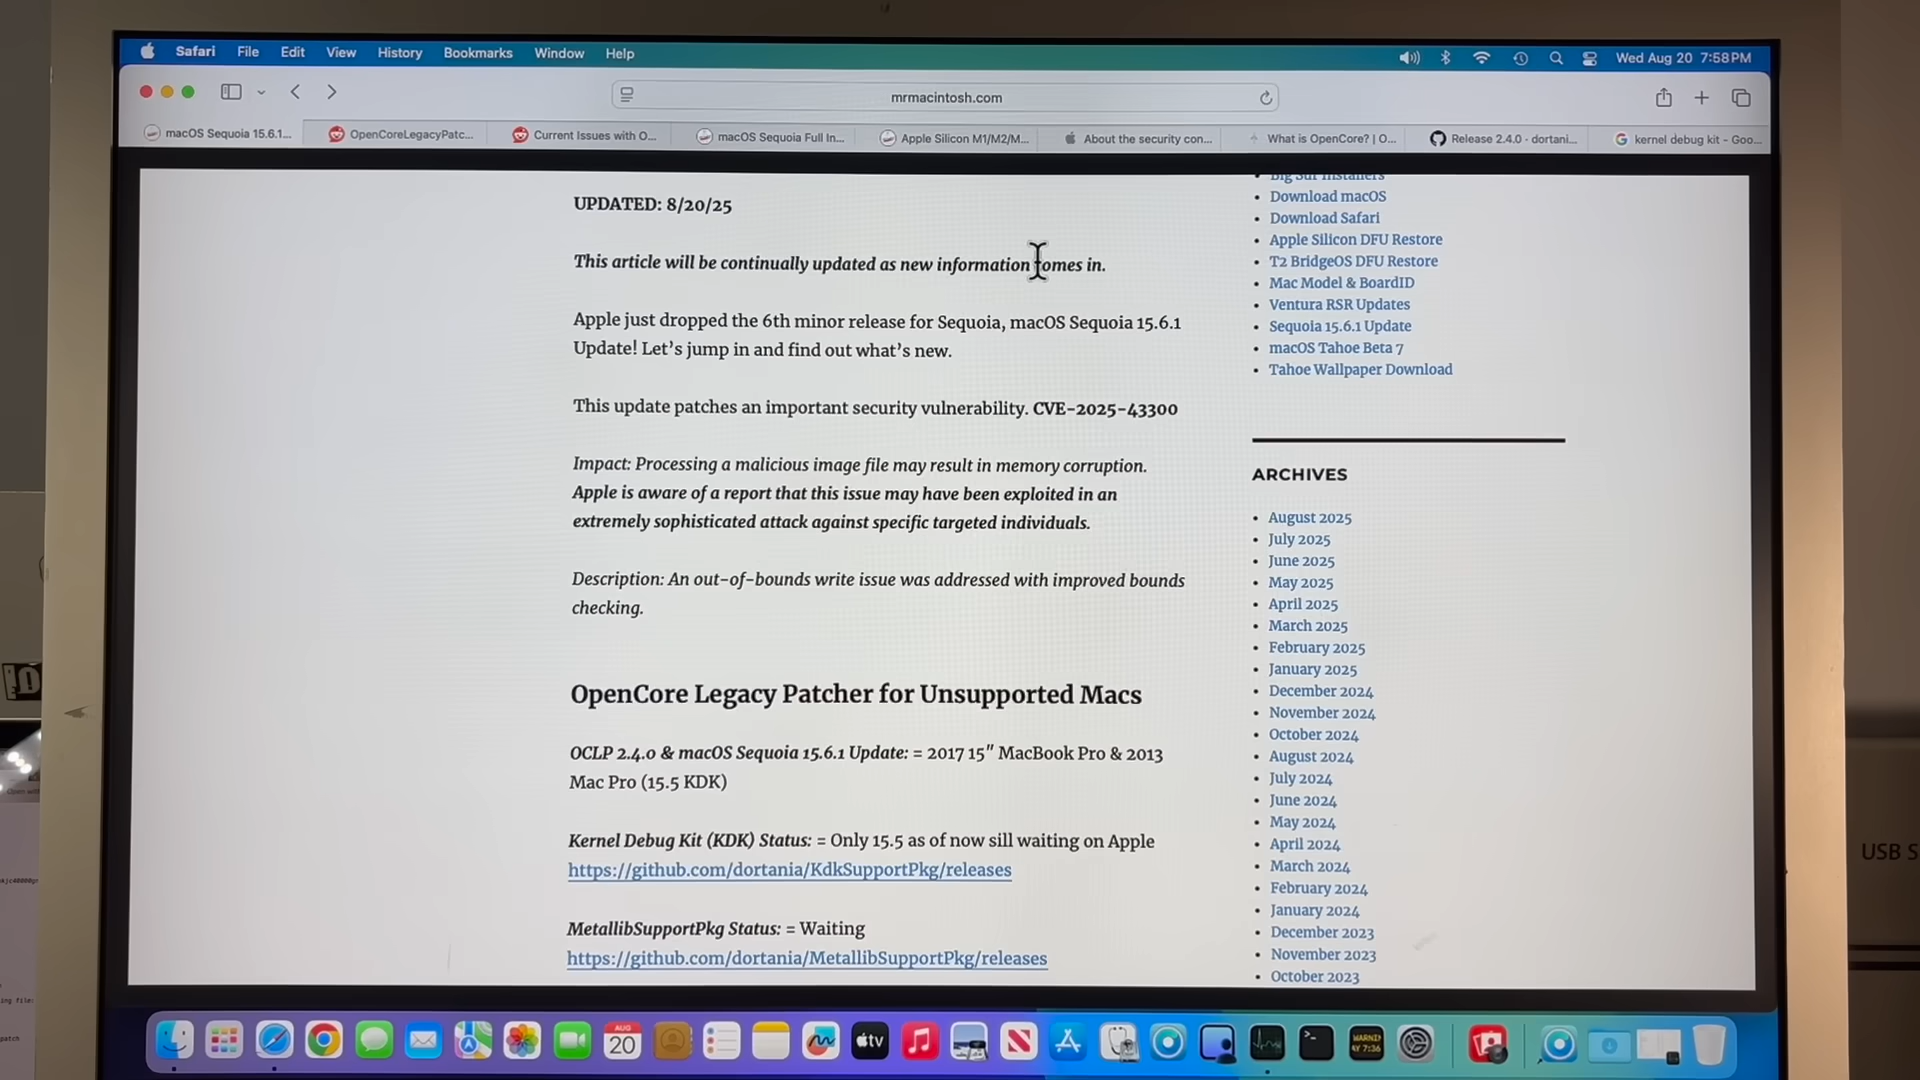 Safari File Edit View History Bookmarks Window Help
Wed Aug 20 7:58 PM
mrmacintosh.com
macOS Sequoia 15.6.1...
OpenCoreLegacyPatc...
Current Issues with O...
macOS Sequoia Full In...
Apple Silicon M1/M2/M...
About the security con...
What is OpenCore? | O...
Release 2.4.0 · dortani...
kernel debug kit - Goo...
UPDATED: 8/20/25
This article will be continually updated as new information comes in.
Apple just dropped the 6th minor release for Sequoia, macOS Sequoia 15.6.1
Update! Let's jump in and find out what's new.
This update patches an important security vulnerability. CVE-2025-43300
Impact: Processing a malicious image file may result in memory corruption.
Apple is aware of a report that this issue may have been exploited in an
extremely sophisticated attack against specific targeted individuals.
Description: An out-of-bounds write issue was addressed with improved bounds
checking.
OpenCore Legacy Patcher for Unsupported Macs
OCLP 2.4.0 & macOS Sequoia 15.6.1 Update: = 2017 15" MacBook Pro & 2013
Mac Pro (15.5 KDK)
Kernel Debug Kit (KDK) Status: = Only 15.5 as of now sill waiting on Apple
https://github.com/dortania/KdkSupportPkg/releases
MetallibSupportPkg Status: = Waiting
https://github.com/dortania/MetallibSupportPkg/releases
Big Sur Installers
Download macOS
Download Safari
Apple Silicon DFU Restore
T2 BridgeOS DFU Restore
Mac Model & BoardID
Ventura RSR Updates
Sequoia 15.6.1 Update
macOS Tahoe Beta 7
Tahoe Wallpaper Download
ARCHIVES
August 2025
July 2025
June 2025
May 2025
April 2025
March 2025
February 2025
January 2025
December 2024
November 2024
October 2024
August 2024
July 2024
June 2024
May 2024
April 2024
March 2024
February 2024
January 2024
December 2023
November 2023
October 2023
AUG
20
tv
USB S